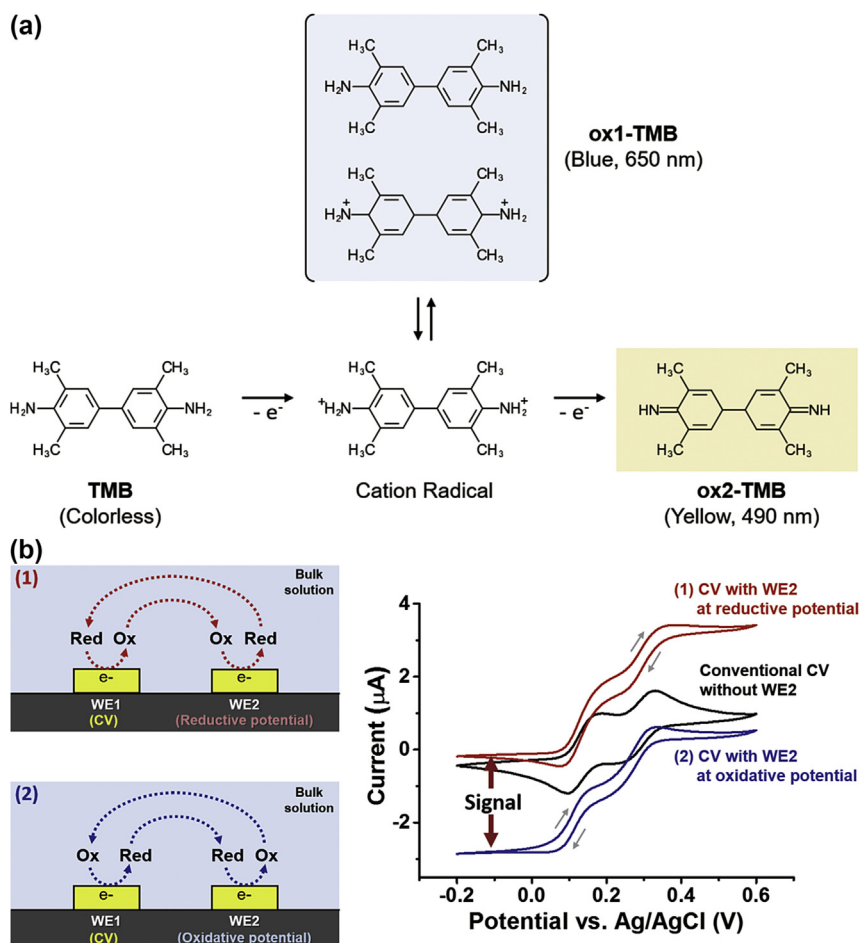 (a)
H₃C CH₃
H₂N NH₂
H₃C CH₃
ox1-TMB
(Blue, 650 nm)
H₃C CH₃
+ +
H₂N NH₂
H₃C CH₃
H₃C CH₃
H₂N NH₂
H₃C CH₃
- e⁻
H₃C CH₃
⁺H₂N NH₂⁺
H₃C CH₃
- e⁻
H₃C CH₃
HN NH
H₃C CH₃
TMB
(Colorless)
Cation Radical
ox2-TMB
(Yellow, 490 nm)
(b)
(1)
Bulk
solution
Red Ox Ox Red
e- e-
WE1 WE2
(CV) (Reductive potential)
(2)
Bulk
solution
Ox Red Red Ox
e- e-
WE1 WE2
(CV) (Oxidative potential)
Current (μA)
4
2
0
-2
(1) CV with WE2
at reductive potential
Conventional CV
without WE2
(2) CV with WE2
at oxidative potential
Signal
-0.2 0.0 0.2 0.4 0.6
Potential vs. Ag/AgCl (V)